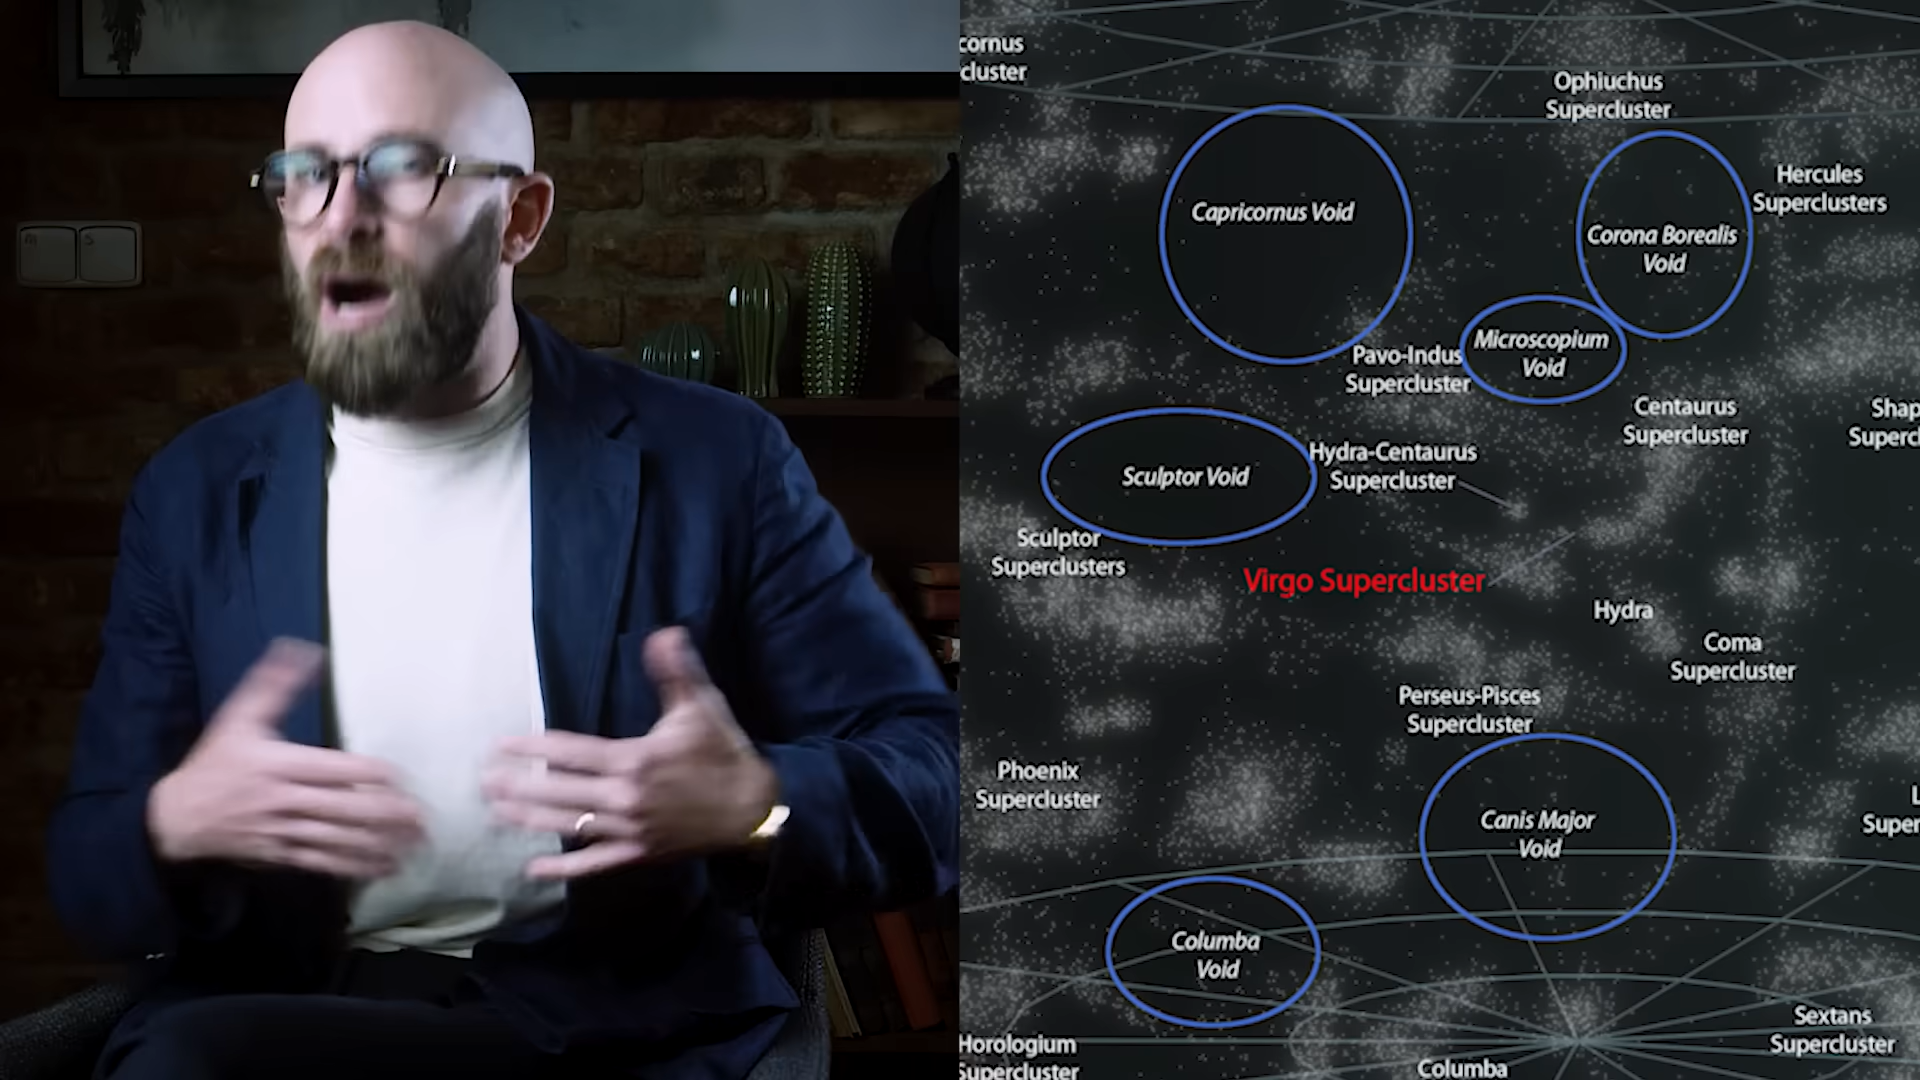 cornus
cluster
Ophiuchus
Supercluster
Hercules
Superclusters
Capricornus Void
Corona Borealis
Void
Microscopium
Void
Pavo-Indus
Supercluster
Centaurus
Supercluster
Shap
Superc
Hydra-Centaurus
Supercluster
Sculptor Void
Sculptor
Superclusters
Virgo Supercluster
Hydra
Coma
Supercluster
Perseus-Pisces
Supercluster
Phoenix
Supercluster
L
Super
Canis Major
Void
Columba
Void
Sextans
Supercluster
Horologium
Supercluster
Columba